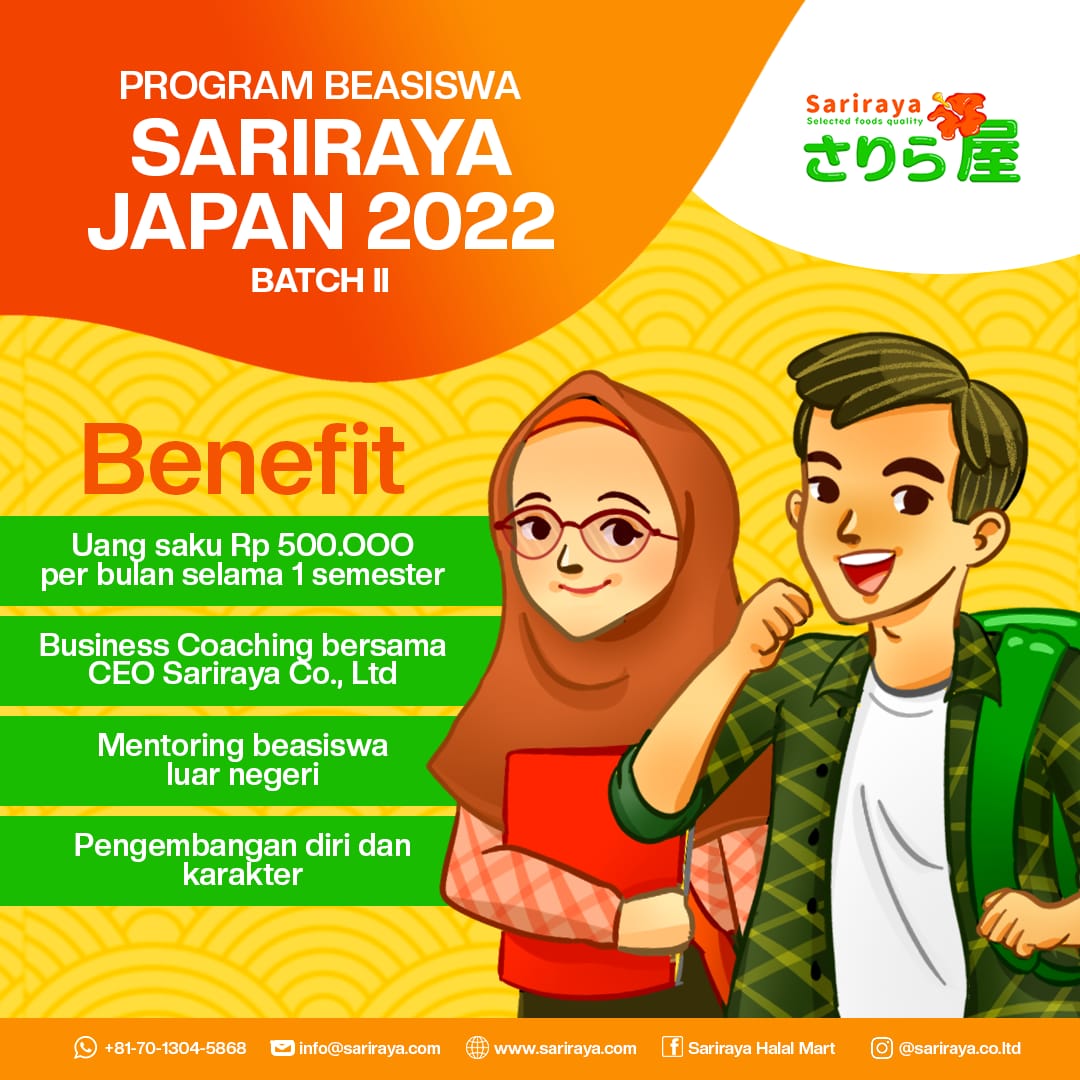 PROGRAM BEASISWA
SARIRAYA
JAPAN 2022
BATCH II
Sariraya
Selected foods quality
さりら屋
Benefit
Uang saku Rp 500.000
per bulan selama 1 semester
Business Coaching bersama
CEO Sariraya Co., Ltd
Mentoring beasiswa
luar negeri
Pengembangan diri dan
karakter
+81-70-1304-5868
info@sariraya.com
www.sariraya.com
Sariraya Halal Mart
@sariraya.co.ltd